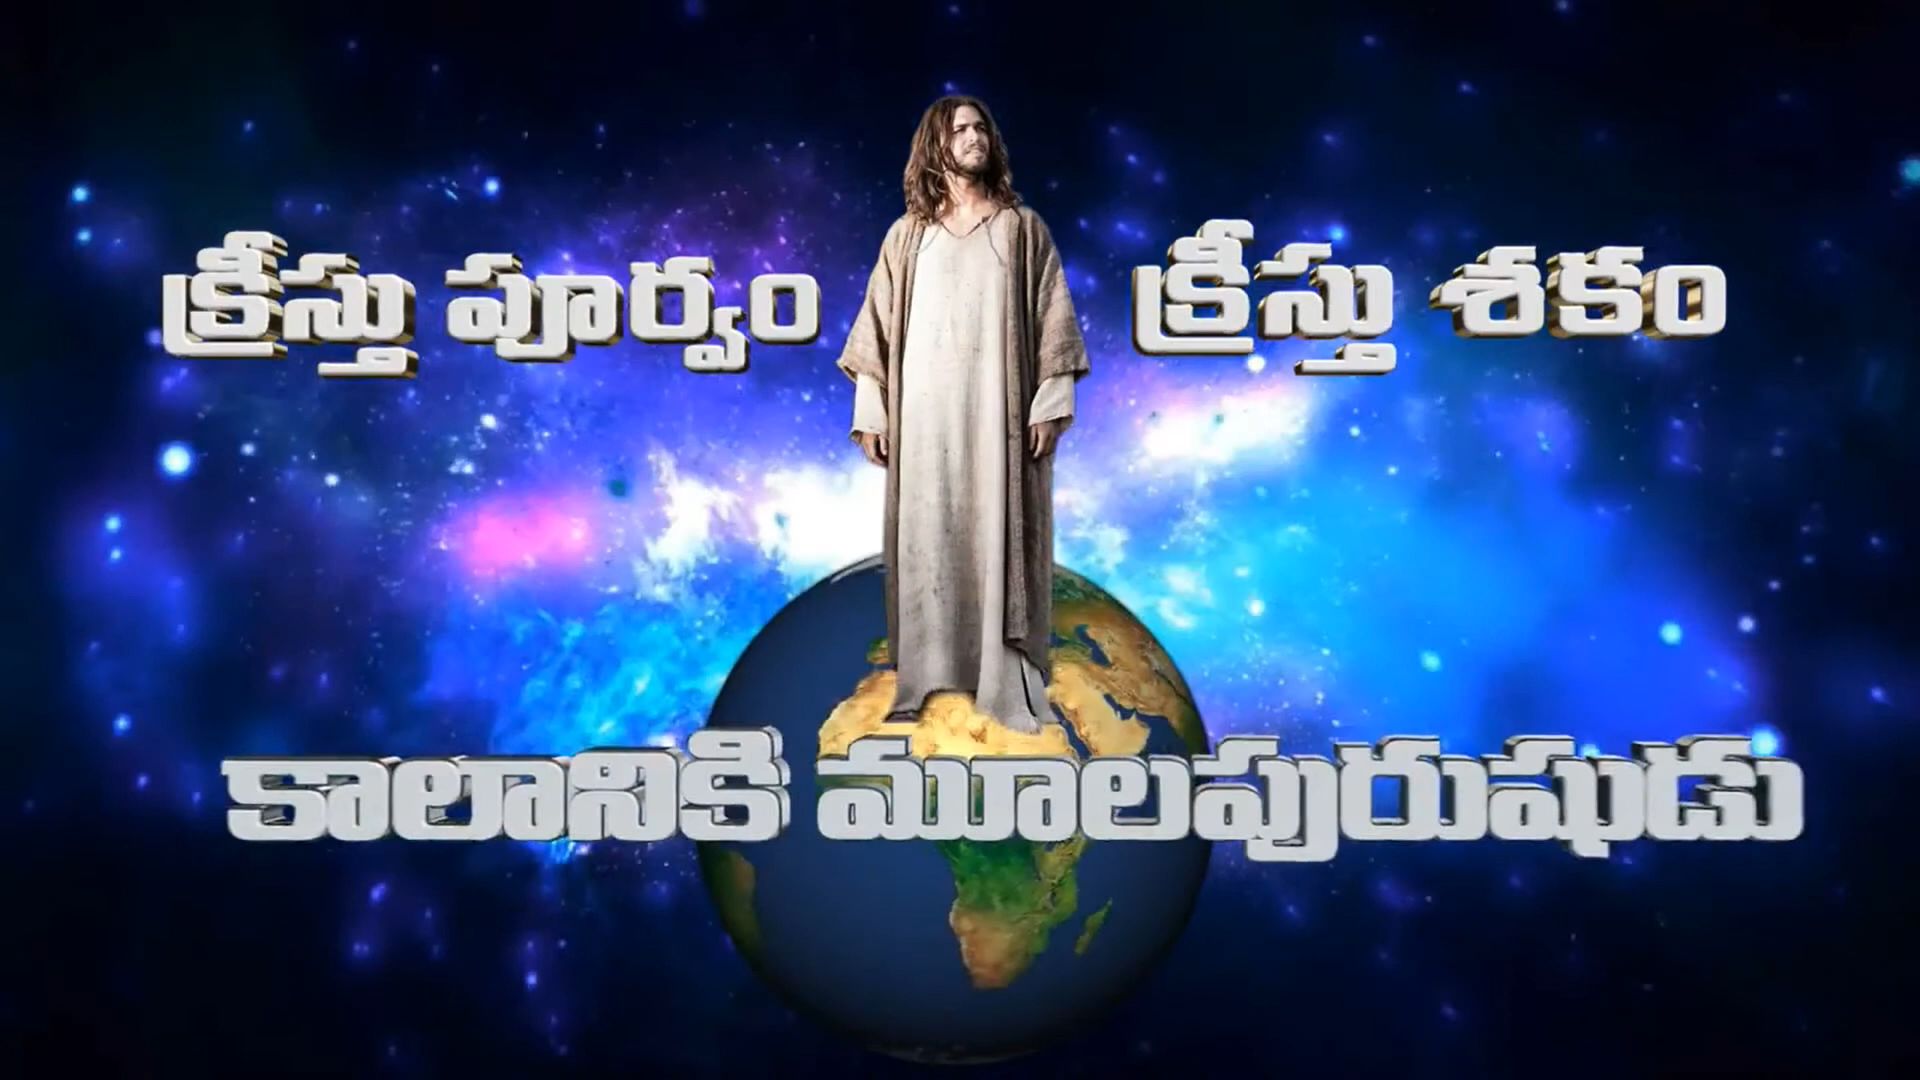 క్రీస్తు పూర్వం
క్రీస్తు శకం
కాలానికి మూలపురుషుడు